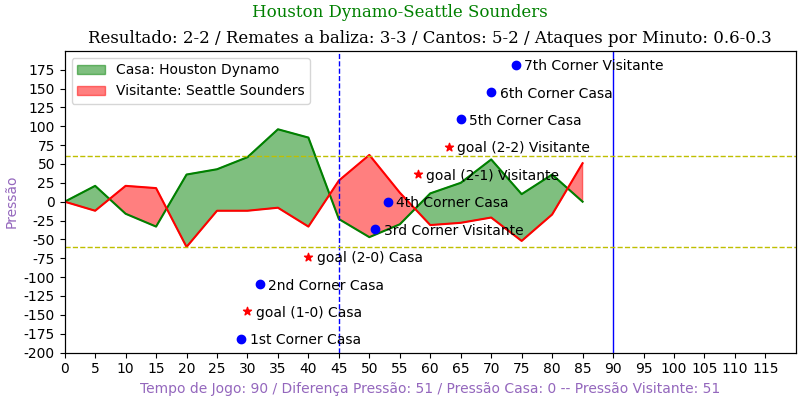 Houston Dynamo-Seattle Sounders
Resultado: 2-2 / Remates a baliza: 3-3 / Cantos: 5-2 / Ataques por Minuto: 0.6-0.3
Casa: Houston Dynamo
Visitante: Seattle Sounders
7th Corner Visitante
6th Corner Casa
5th Corner Casa
goal (2-2) Visitante
goal (2-1) Visitante
4th Corner Casa
3rd Corner Visitante
goal (2-0) Casa
2nd Corner Casa
goal (1-0) Casa
1st Corner Casa
Pressão
175
150
125
100
75
50
25
0
-25
-50
-75
-100
-125
-150
-175
-200
0 5 10 15 20 25 30 35 40 45 50 55 60 65 70 75 80 85 90 95 100 105 110 115
Tempo de Jogo: 90 / Diferença Pressão: 51 / Pressão Casa: 0 -- Pressão Visitante: 51